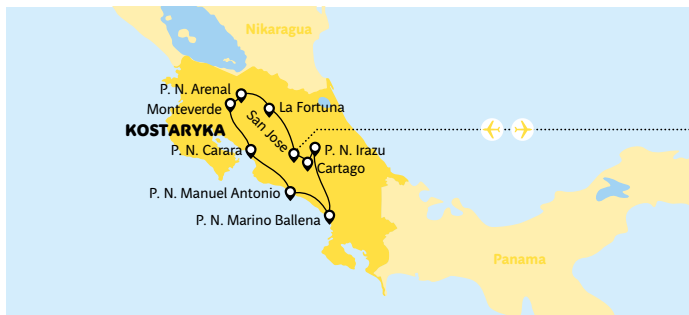 Nikaragua
P. N. Arenal
Monteverde
La Fortuna
San Jose
KOSTARYKA
P. N. Carara
P. N. Irazu
Cartago
P. N. Manuel Antonio
P. N. Marino Ballena
Panama